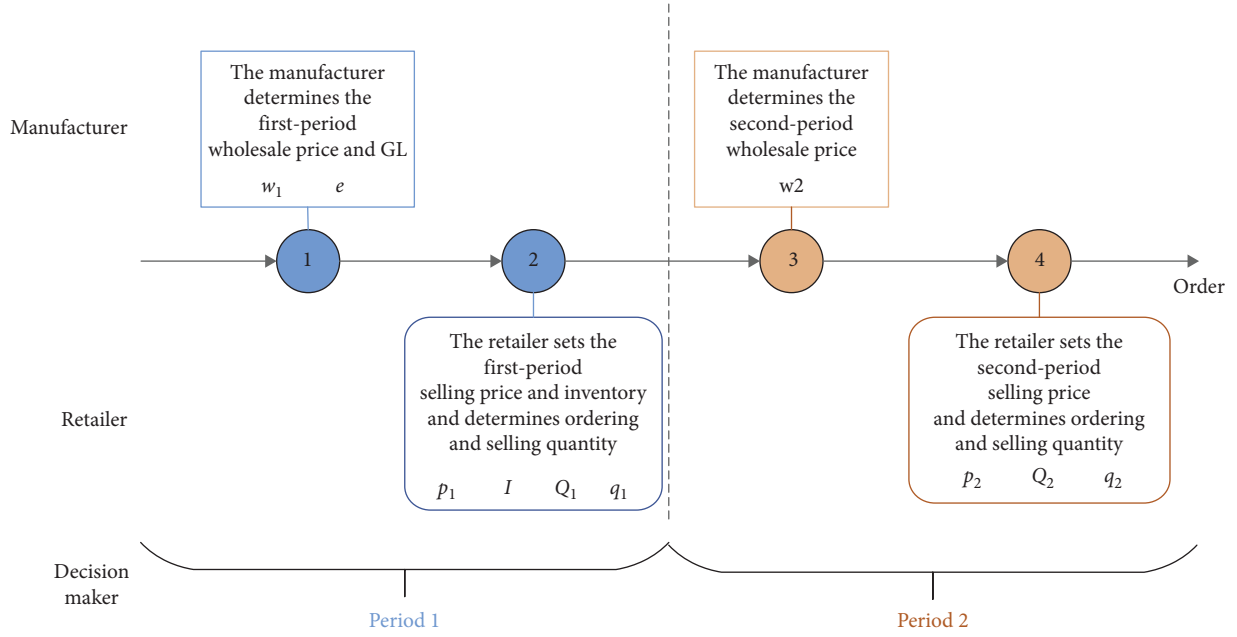 The manufacturer
determines the
first-period
wholesale price and GL
w₁ e
The manufacturer
determines the
second-period
wholesale price
w2
Manufacturer
1
2
3
4
Order
The retailer sets the
first-period
selling price and inventory
and determines ordering
and selling quantity
p₁ I Q₁ q₁
The retailer sets the
second-period
selling price
and determines ordering
and selling quantity
p₂ Q₂ q₂
Retailer
Decision
maker
Period 1
Period 2